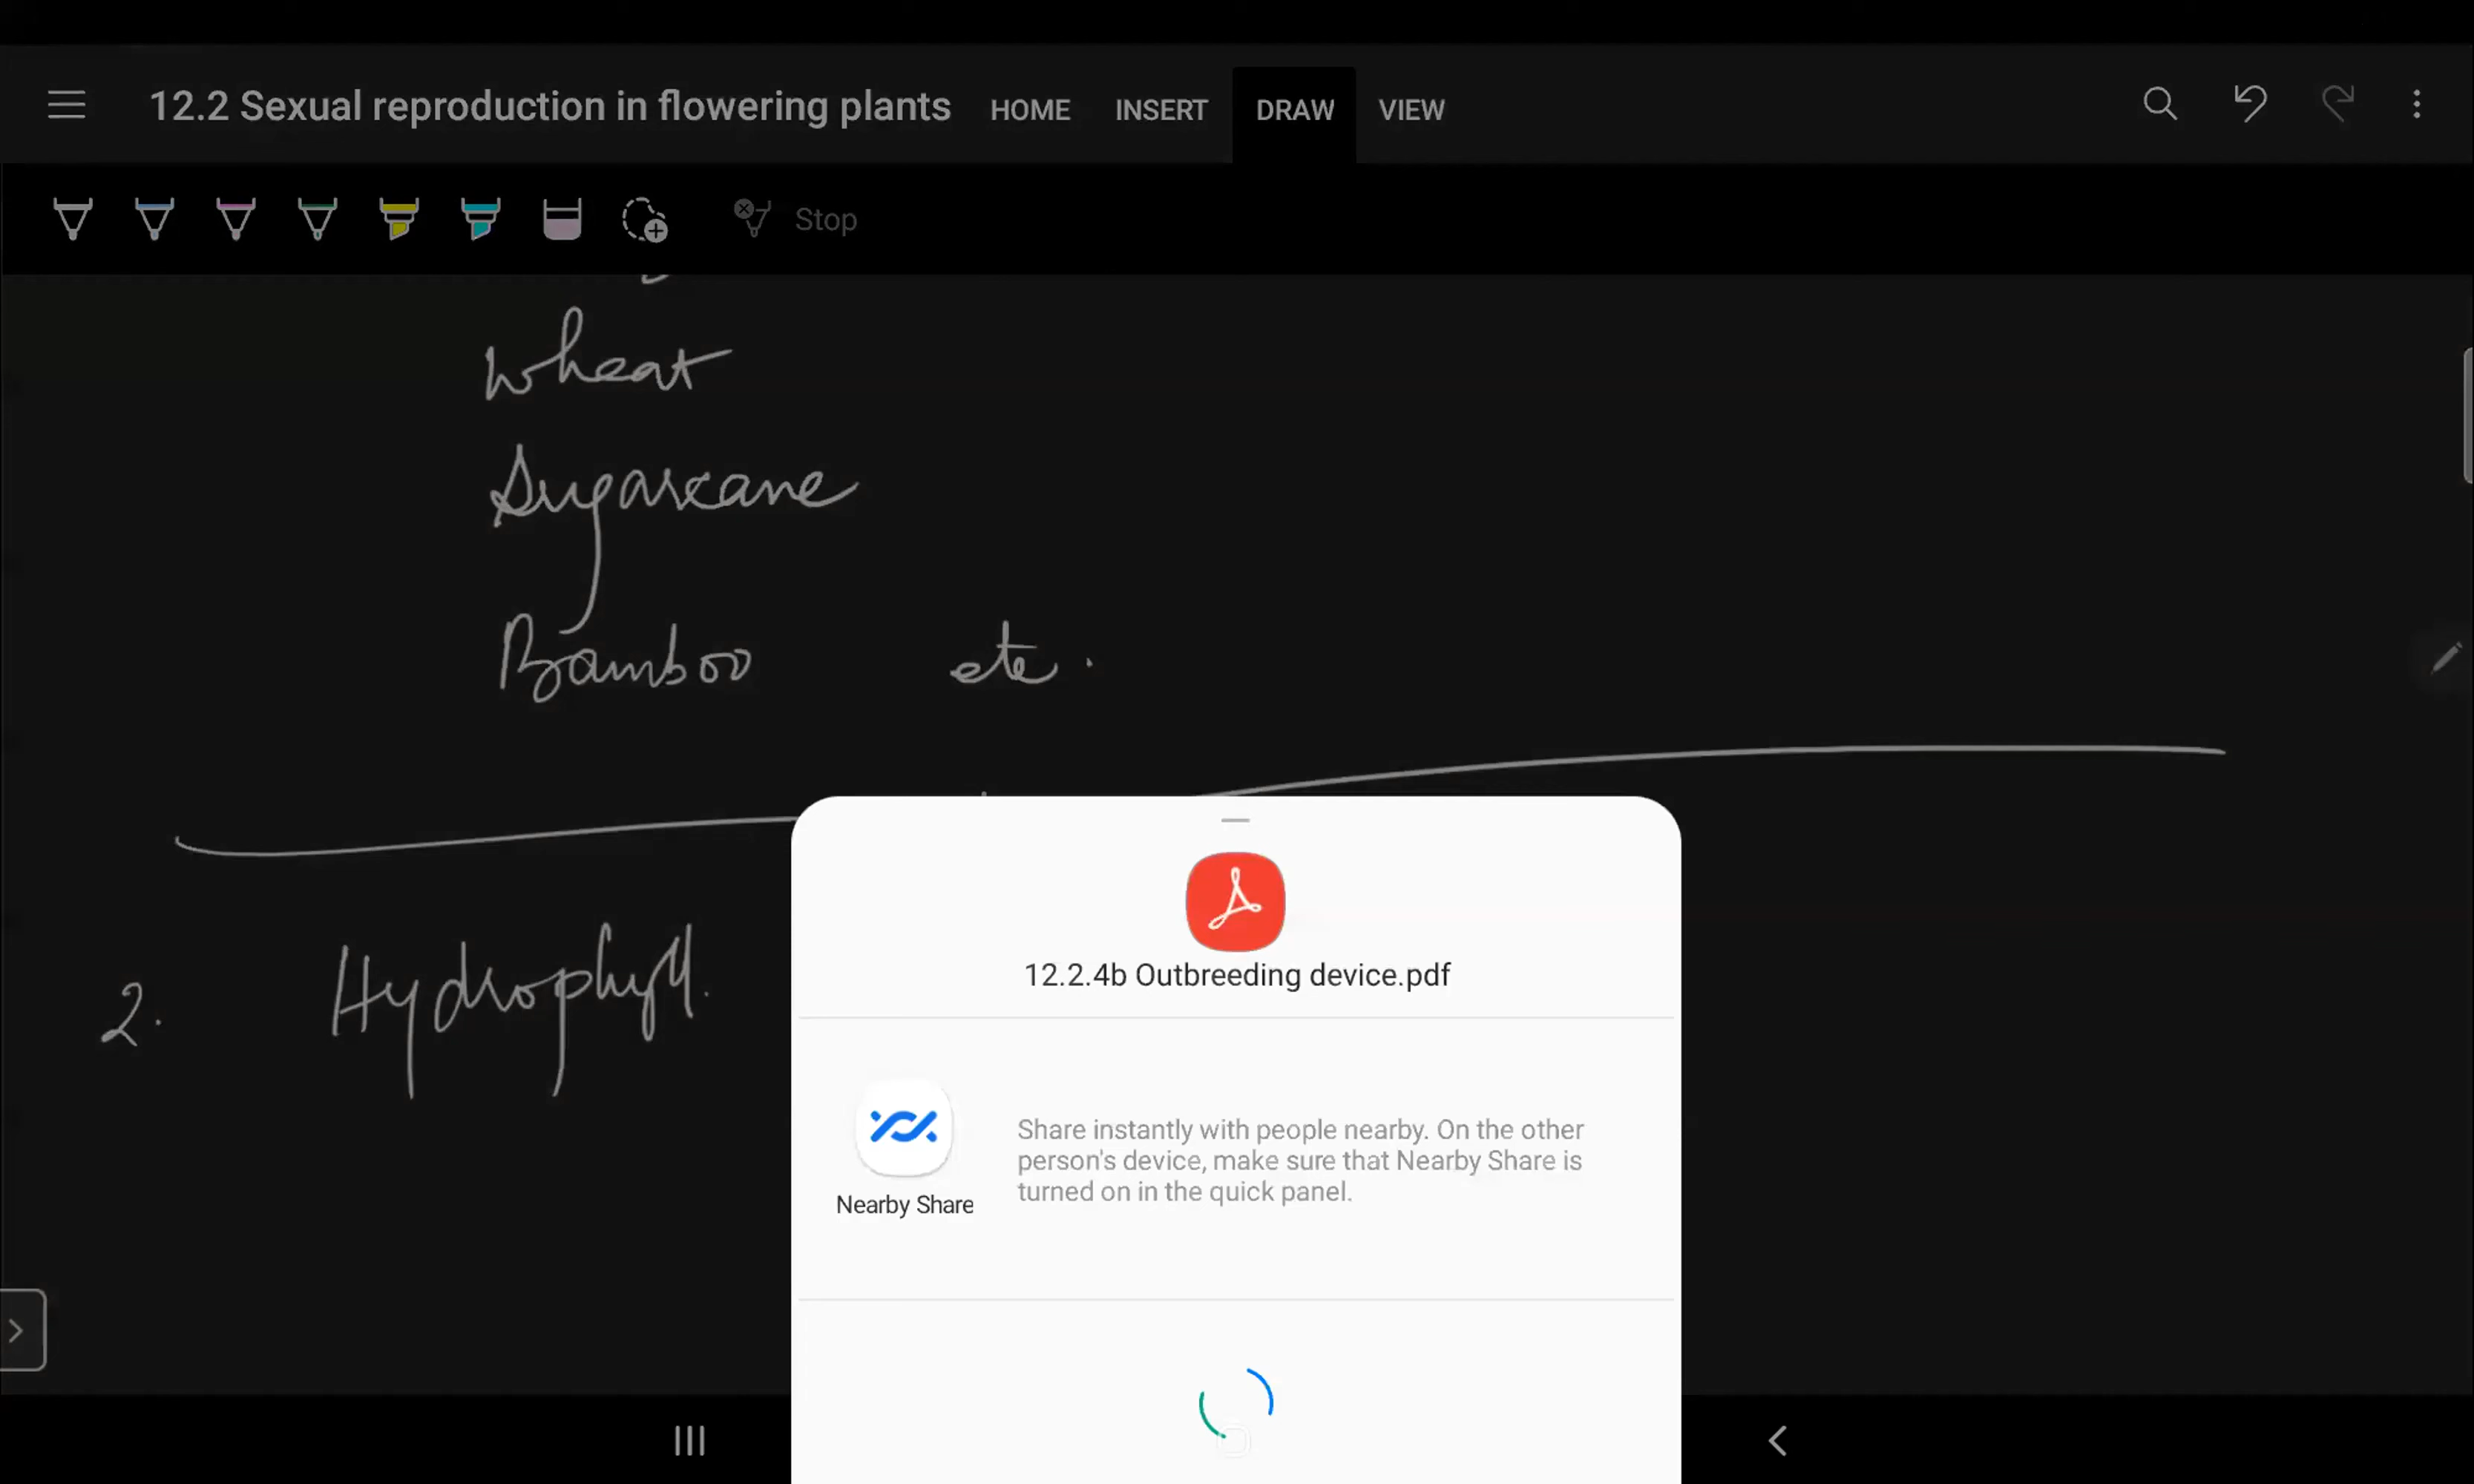 12.2 Sexual reproduction in flowering plants HOME INSERT DRAW VIEW
Stop
Wheat
Sugarcane
Bamboo etc.
2. Hydrophyll.
12.2.4b Outbreeding device.pdf
Nearby Share
Share instantly with people nearby. On the other
person's device, make sure that Nearby Share is
turned on in the quick panel.